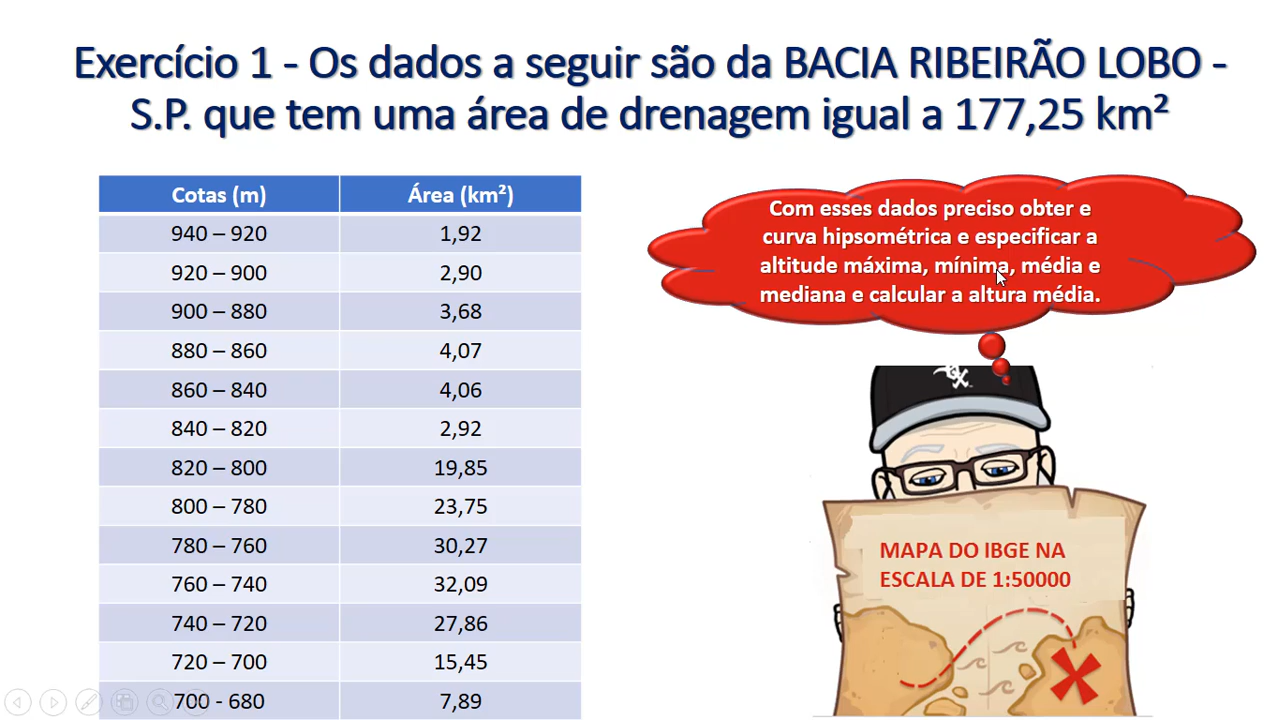 Exercício 1 - Os dados a seguir são da BACIA RIBEIRÃO LOBO -
S.P. que tem uma área de drenagem igual a 177,25 km²
Cotas (m) Área (km²)
940 – 920 1,92
920 – 900 2,90
900 – 880 3,68
880 – 860 4,07
860 – 840 4,06
840 – 820 2,92
820 – 800 19,85
800 – 780 23,75
780 – 760 30,27
760 – 740 32,09
740 – 720 27,86
720 – 700 15,45
700 - 680 7,89
Com esses dados preciso obter e
curva hipsométrica e especificar a
altitude máxima, mínima, média e
mediana e calcular a altura média.
MAPA DO IBGE NA
ESCALA DE 1:50000